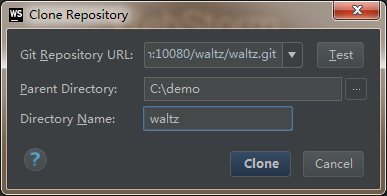 WS Clone Repository
Git Repository URL: ı:10080/waltz/waltz.git Test
Parent Directory: C:\demo ...
Directory Name: waltz
? Clone Cancel